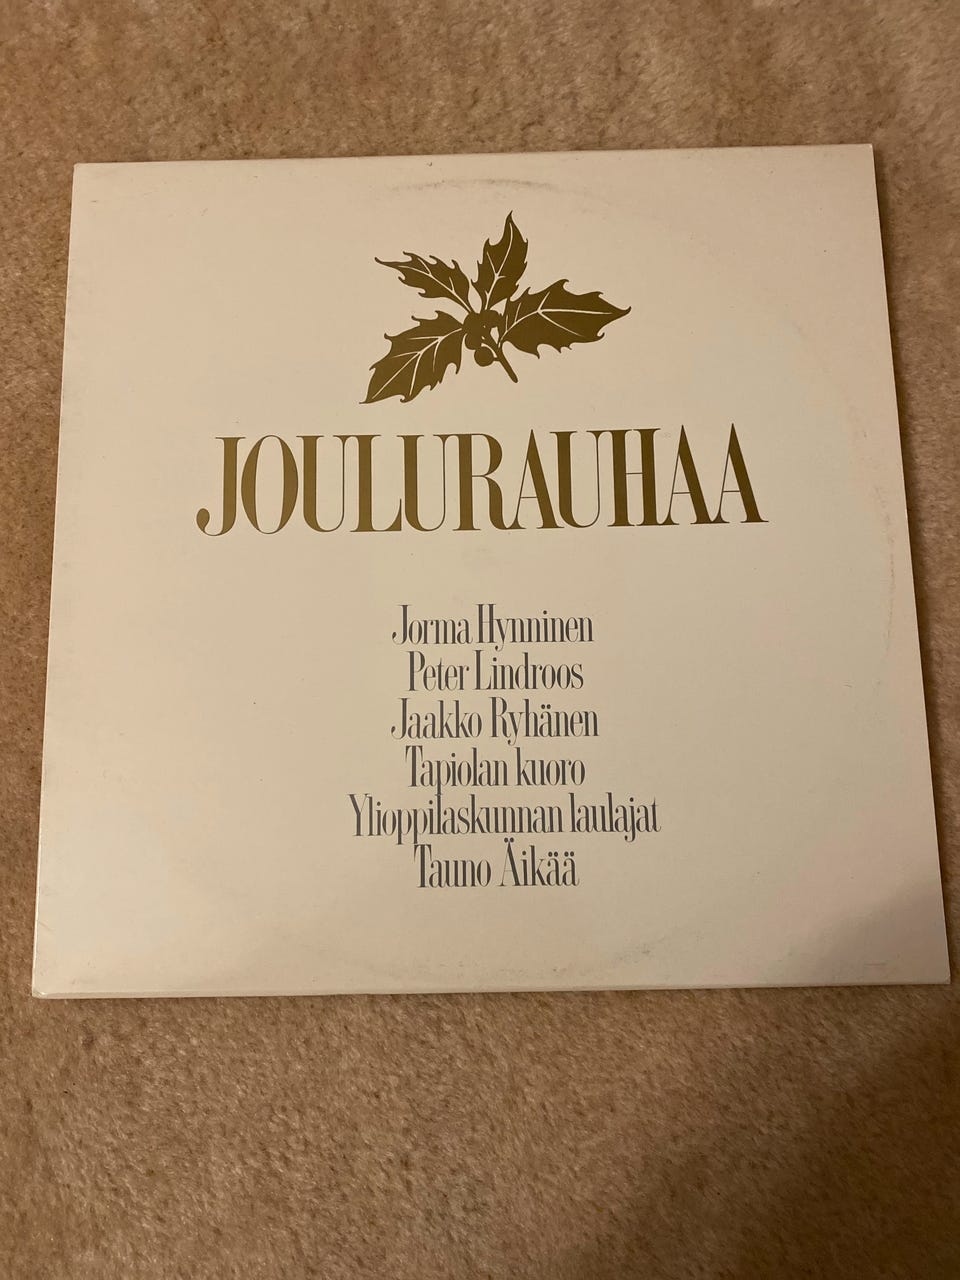 JOULURAUHAA
Jorma Hynninen
Peter Lindroos
Jaakko Ryhänen
Tapiolan kuoro
Ylioppilaskunnan laulajat
Tauno Äikää